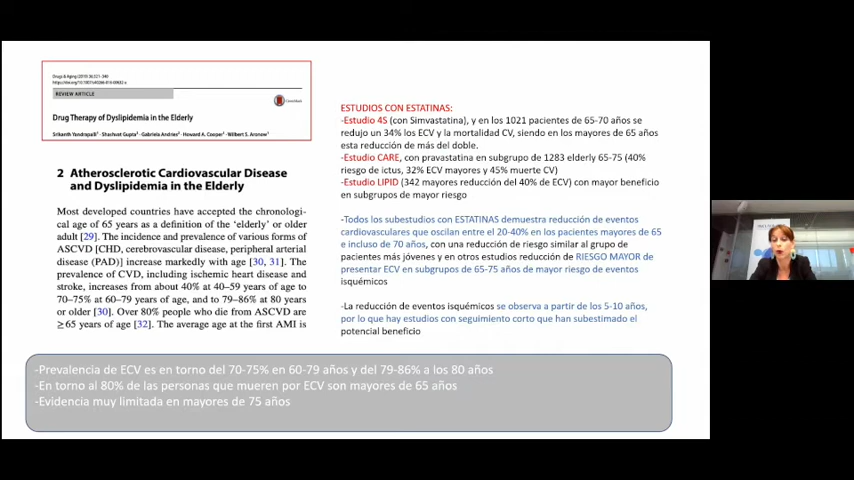 Drugs & Aging (2019) 36:321–340
REVIEW ARTICLE
Drug Therapy of Dyslipidemia in the Elderly
Srikanth Yandrapalli · Shashvat Gupta · Gabriela Andries · Howard A. Cooper · Wilbert S. Aronow
2 Atherosclerotic Cardiovascular Disease
and Dyslipidemia in the Elderly
Most developed countries have accepted the chronologi-
cal age of 65 years as a definition of the ‘elderly’ or older
adult [29]. The incidence and prevalence of various forms of
ASCVD [CHD, cerebrovascular disease, peripheral arterial
disease (PAD)] increase markedly with age [30, 31]. The
prevalence of CVD, including ischemic heart disease and
stroke, increases from about 40% at 40–59 years of age to
70–75% at 60–79 years of age, and to 79–86% at 80 years
or older [30]. Over 80% people who die from ASCVD are
≥65 years of age [32]. The average age at the first AMI is
ESTUDIOS CON ESTATINAS:
-Estudio 4S (con Simvastatina), y en los 1021 pacientes de 65-70 años se
redujo un 34% los ECV y la mortalidad CV, siendo en los mayores de 65 años
esta reducción de más del doble.
-Estudio CARE, con pravastatina en subgrupo de 1283 elderly 65-75 (40%
riesgo de ictus, 32% ECV mayores y 45% muerte CV)
-Estudio LIPID (342 mayores reducción del 40% de ECV) con mayor beneficio
en subgrupos de mayor riesgo
-Todos los subestudios con ESTATINAS demuestra reducción de eventos
cardiovasculares que oscilan entre el 20-40% en los pacientes mayores de 65
e incluso de 70 años, con una reducción de riesgo similar al grupo de
pacientes más jóvenes y en otros estudios reducción de RIESGO MAYOR de
presentar ECV en subgrupos de 65-75 años de mayor riesgo de eventos
isquémicos
-La reducción de eventos isquémicos se observa a partir de los 5-10 años,
por lo que hay estudios con seguimiento corto que han subestimado el
potencial beneficio
-Prevalencia de ECV es en torno del 70-75% en 60-79 años y del 79-86% a los 80 años
-En torno al 80% de las personas que mueren por ECV son mayores de 65 años
-Evidencia muy limitada en mayores de 75 años